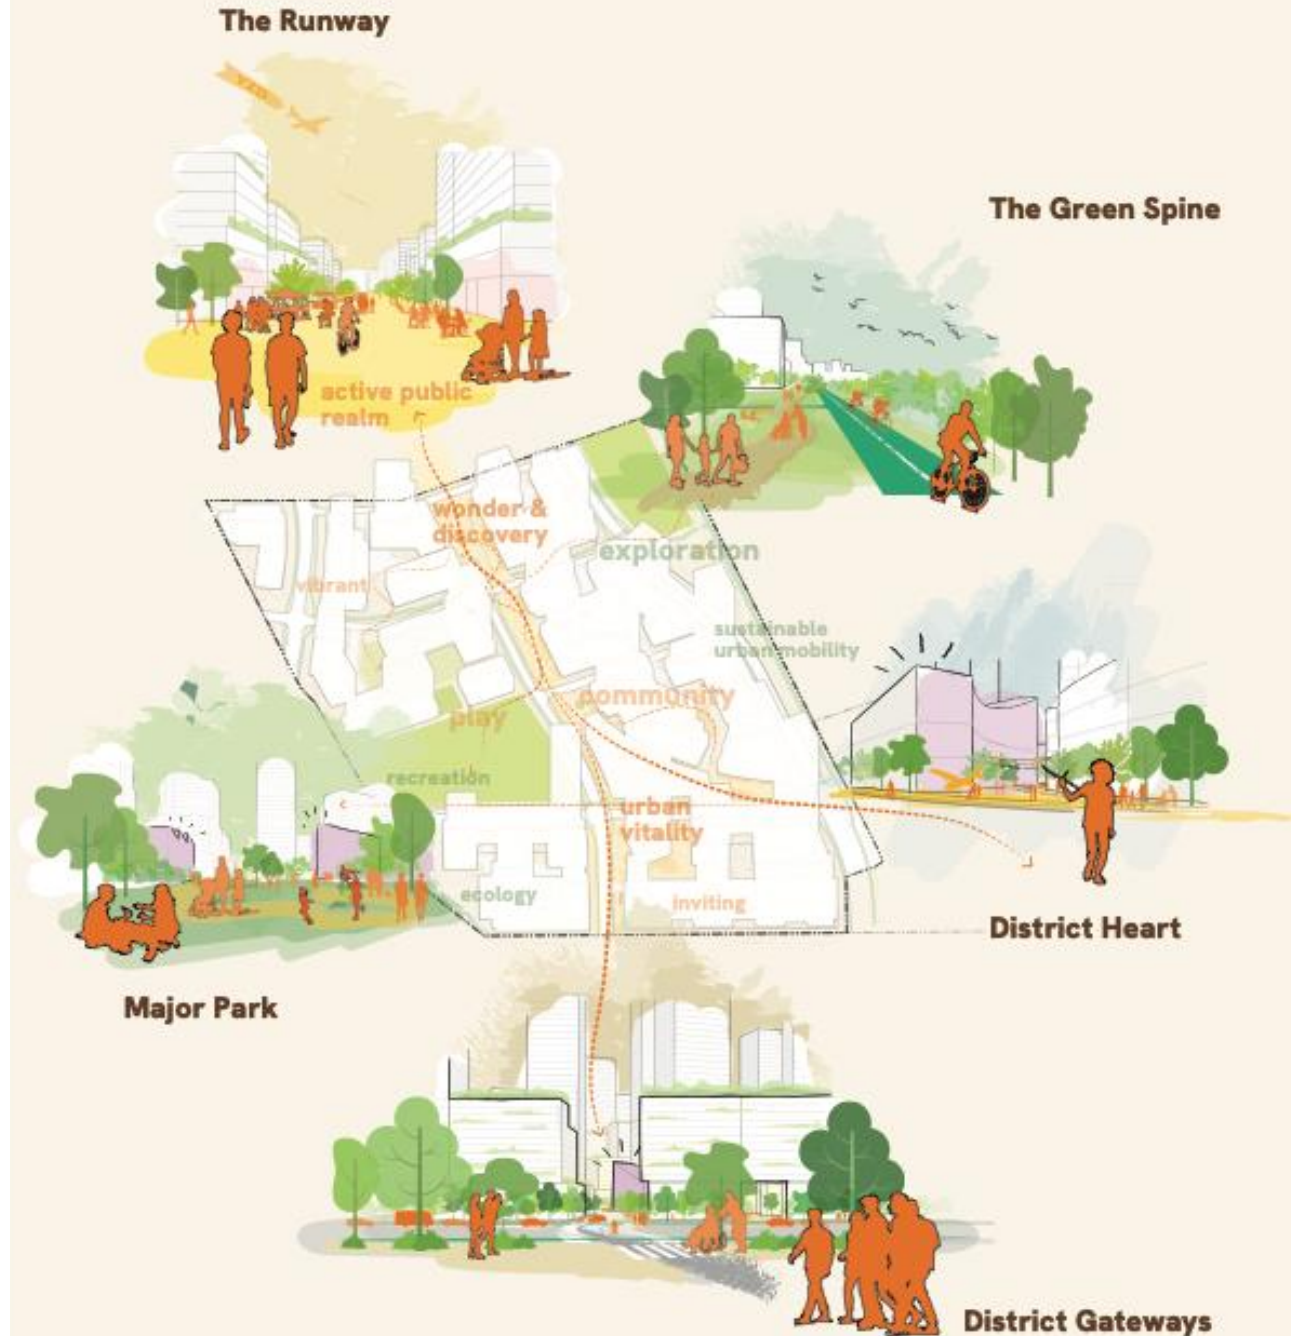 The Runway
YZD
The Green Spine
active public
realm
wonder &
discovery
exploration
vibrant
sustainable
urban mobility
community
play
recreation
urban
vitality
ecology
inviting
District Heart
Major Park
District Gateways